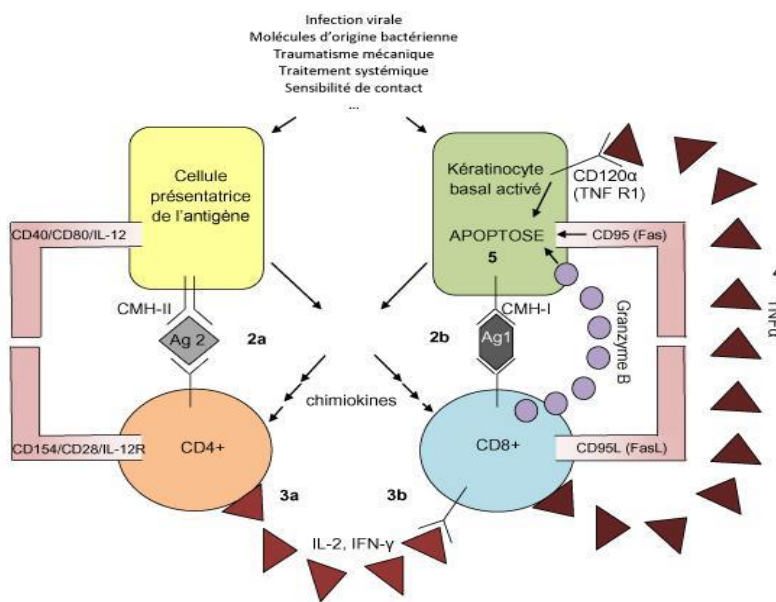 Infection virale
Molécules d'origine bactérienne
Traumatisme mécanique
Traitement systémique
Sensibilité de contact
...
Cellule
présentatrice
de l'antigène
Kératinocyte
basal activé
CD120α
(TNF R1)
CD40/CD80/IL-12
APOPTOSE
5
CD95 (Fas)
CMH-II
CMH-I
Ag 2
2a
2b
Ag1
Granzyme B
TNFα
chimiokines
CD4+
CD8+
CD154/CD28/IL-12R
CD95L (FasL)
3a
3b
IL-2, IFN-γ